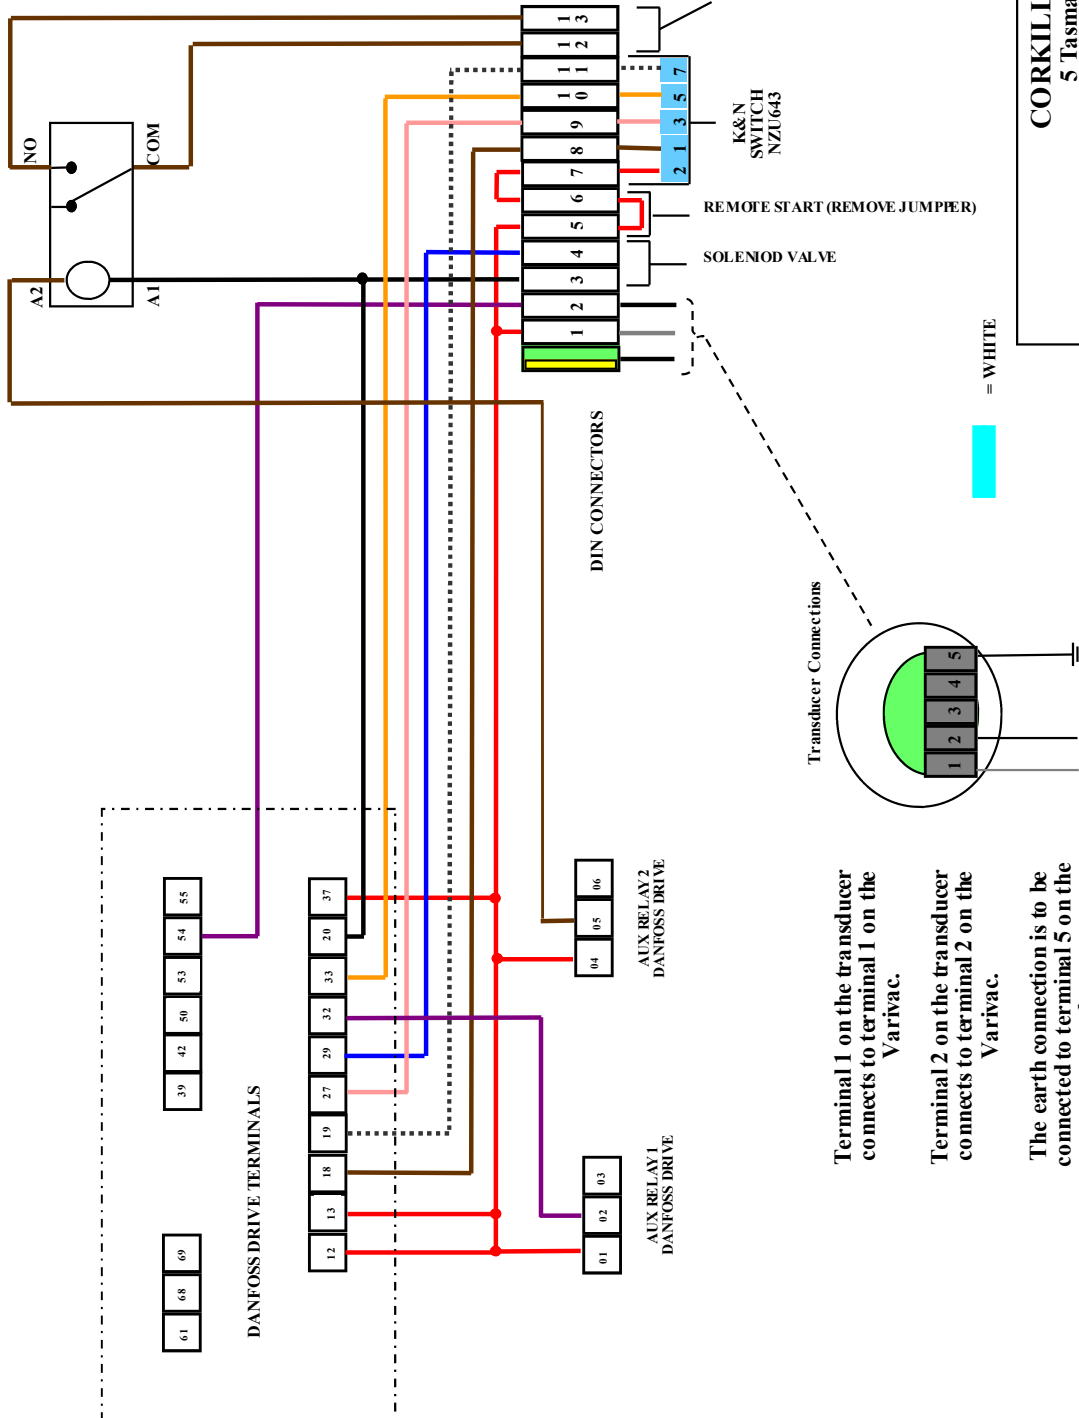 NO
COM
A2
A1
13
12
11
10
9
8
7
6
5
4
3
2
1
7
5
3
1
2
K&N
SWITCH
NZU643
REMOTE START (REMOVE JUMPPER)
SOLENIOD VALVE
CORKILL
5 Tasma
= WHITE
DIN CONNECTORS
Transducer Connections
1
2
3
4
5
55
54
53
50
42
39
69
68
61
DANFOSS DRIVE TERMINALS
37
20
33
32
29
27
19
18
13
12
06
05
04
AUX RELAY 2
DANFOSS DRIVE
03
02
01
AUX RELAY 1
DANFOSS DRIVE
Terminal 1 on the transducer
connects to terminal 1 on the
Varivac.
Terminal 2 on the transducer
connects to terminal 2 on the
Varivac.
The earth connection is to be
connected to terminal 5 on the